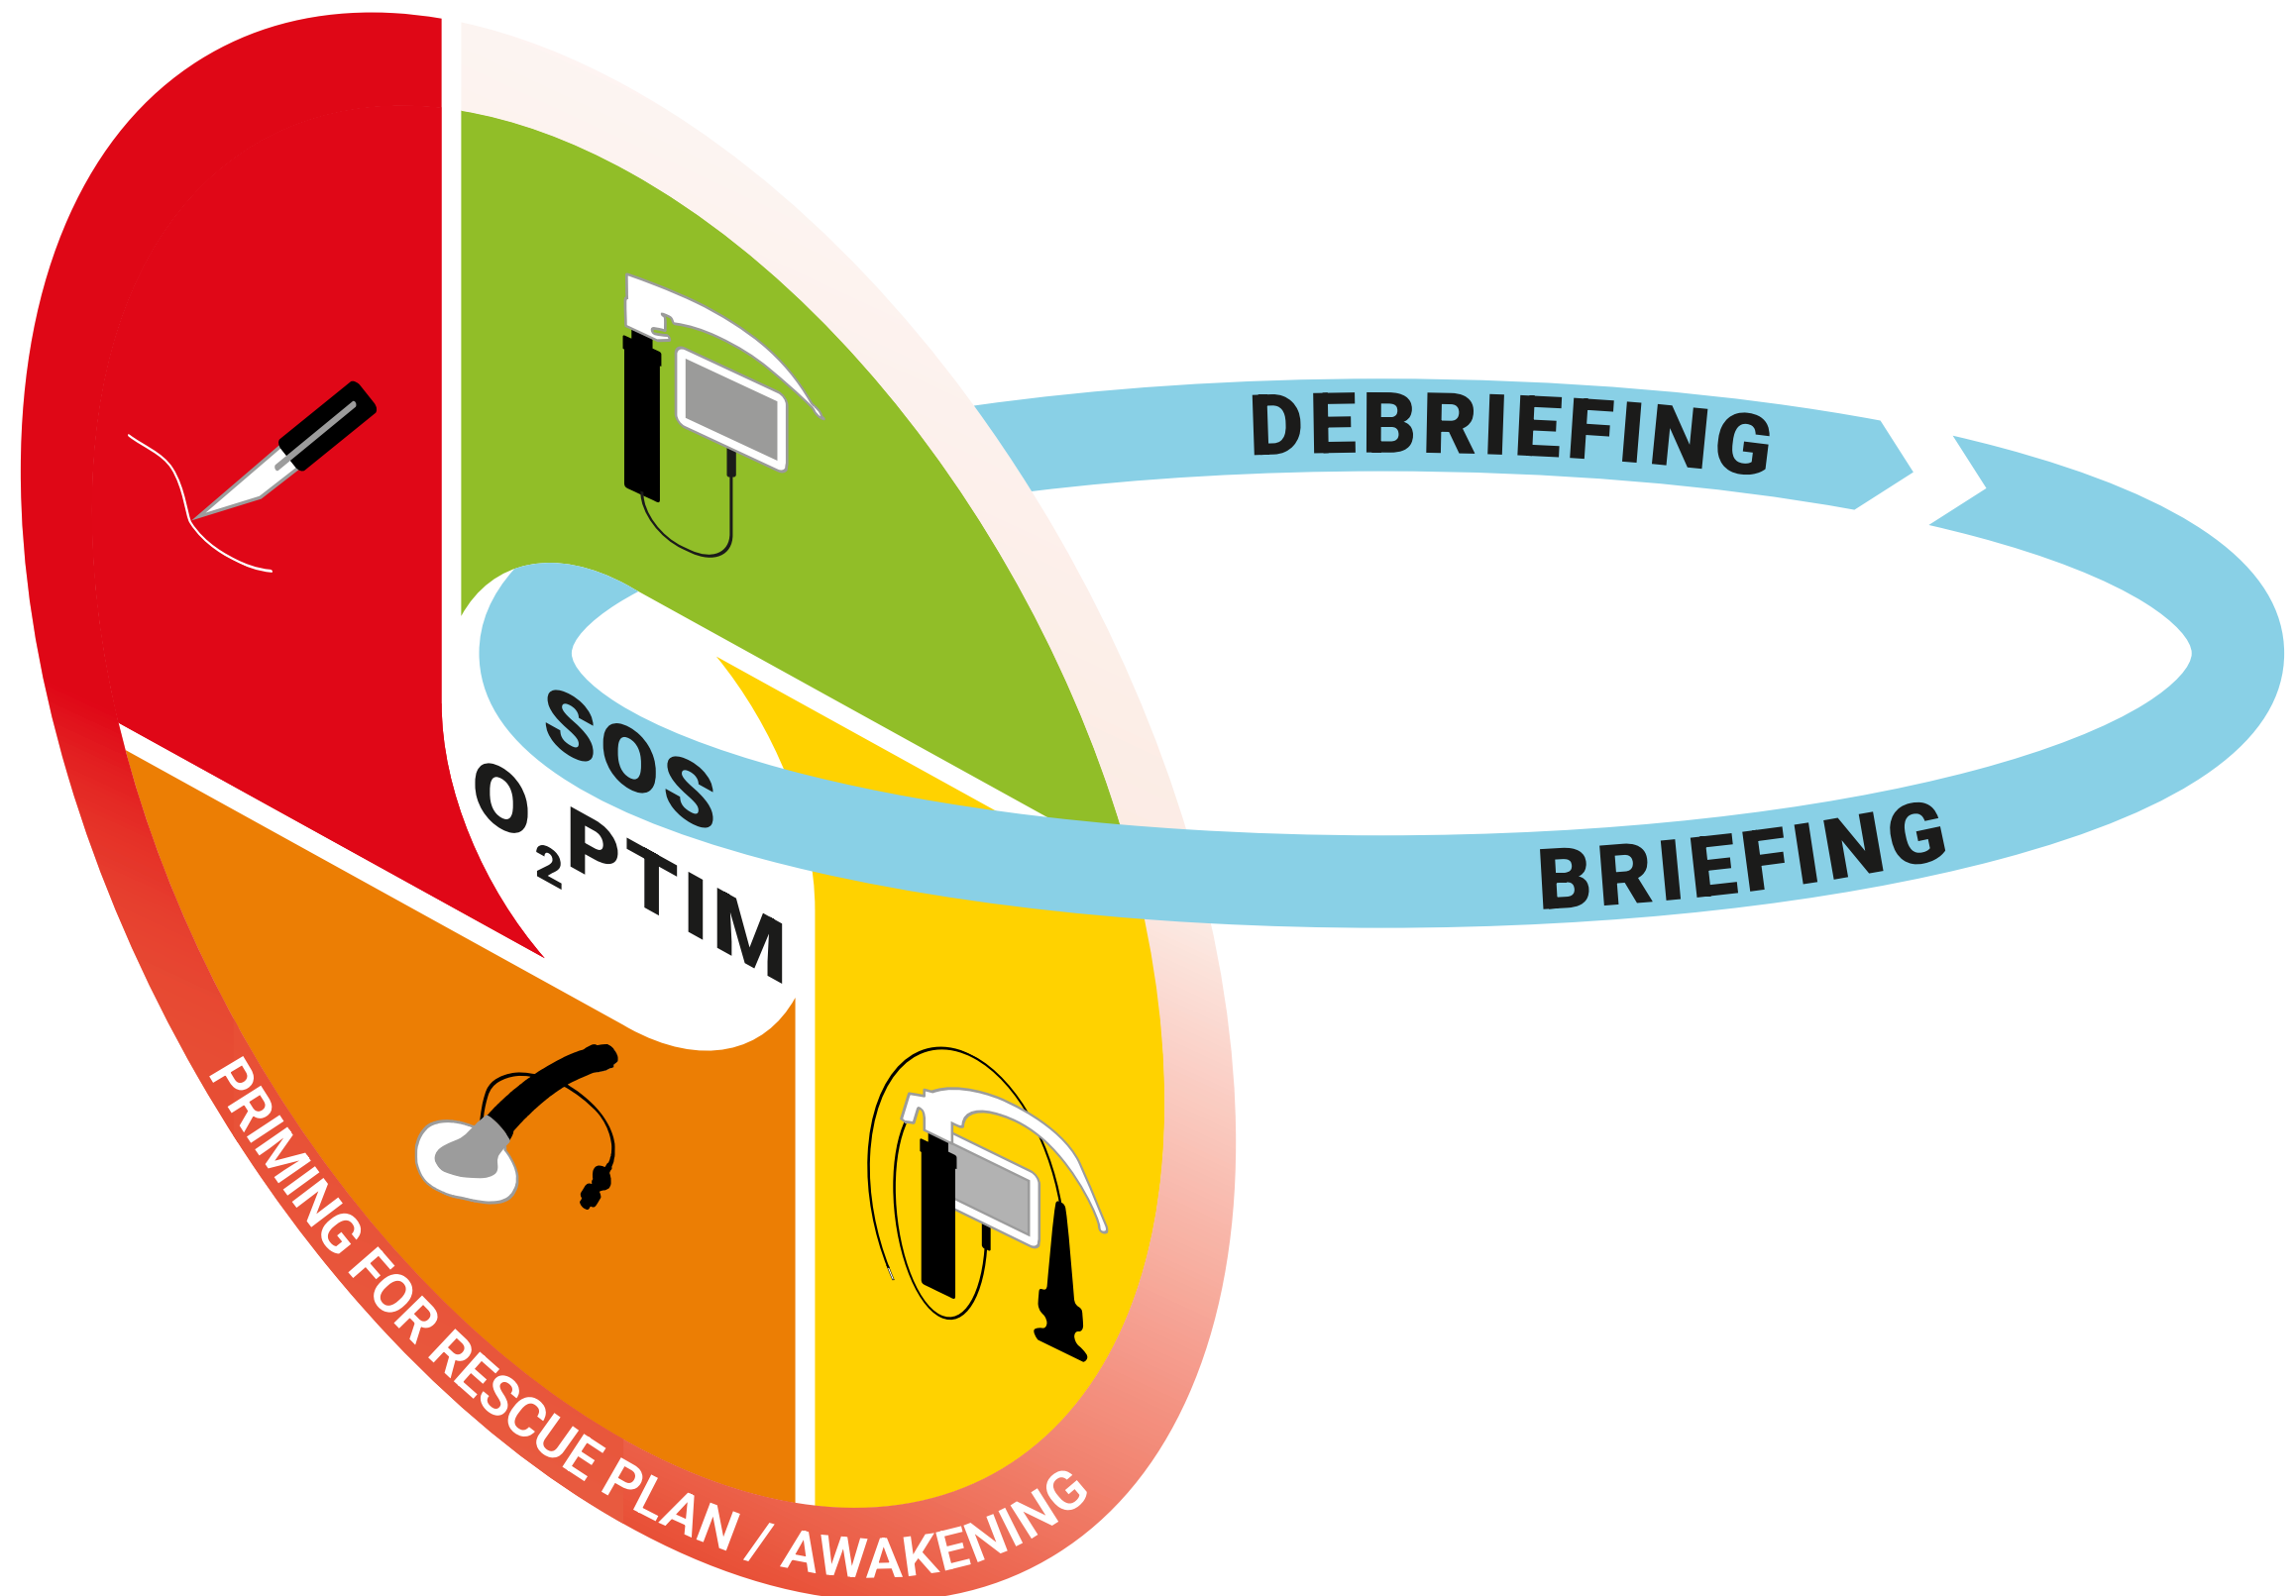 DEBRIEFING
SOS
O₂PTIM
BRIEFING
PRIMING FOR RESCUE PLAN / AWAKENING